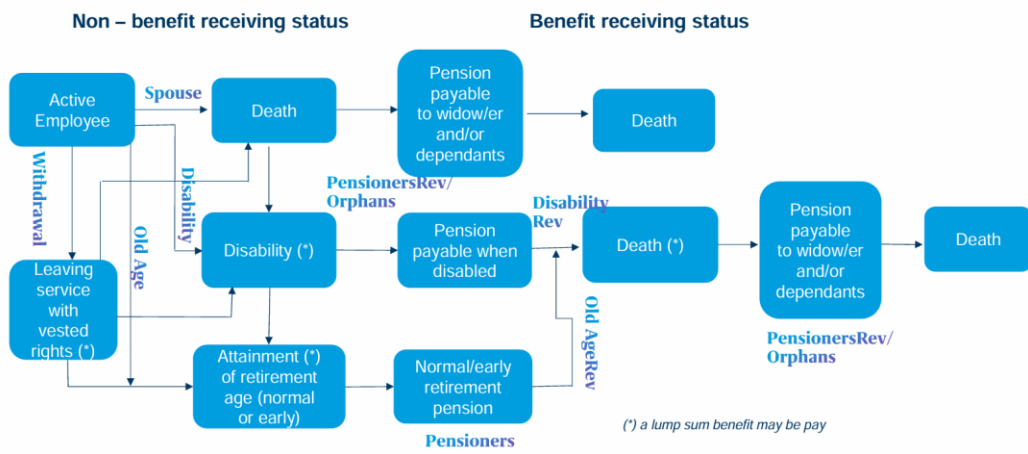 Non – benefit receiving status
Benefit receiving status
Active
Employee
Spouse
Death
Pension
payable
to widow/er
and/or
dependants
Death
Withdrawal
Disability
Old Age
PensionersRev/
Orphans
Disability
Rev
Leaving
service
with
vested
rights (*)
Disability (*)
Pension
payable when
disabled
Death (*)
Pension
payable
to widow/er
and/or
dependants
Death
Attainment (*)
of retirement
age (normal
or early)
Normal/early
retirement
pension
Old AgeRev
PensionersRev/
Orphans
Pensioners
(*) a lump sum benefit may be pay